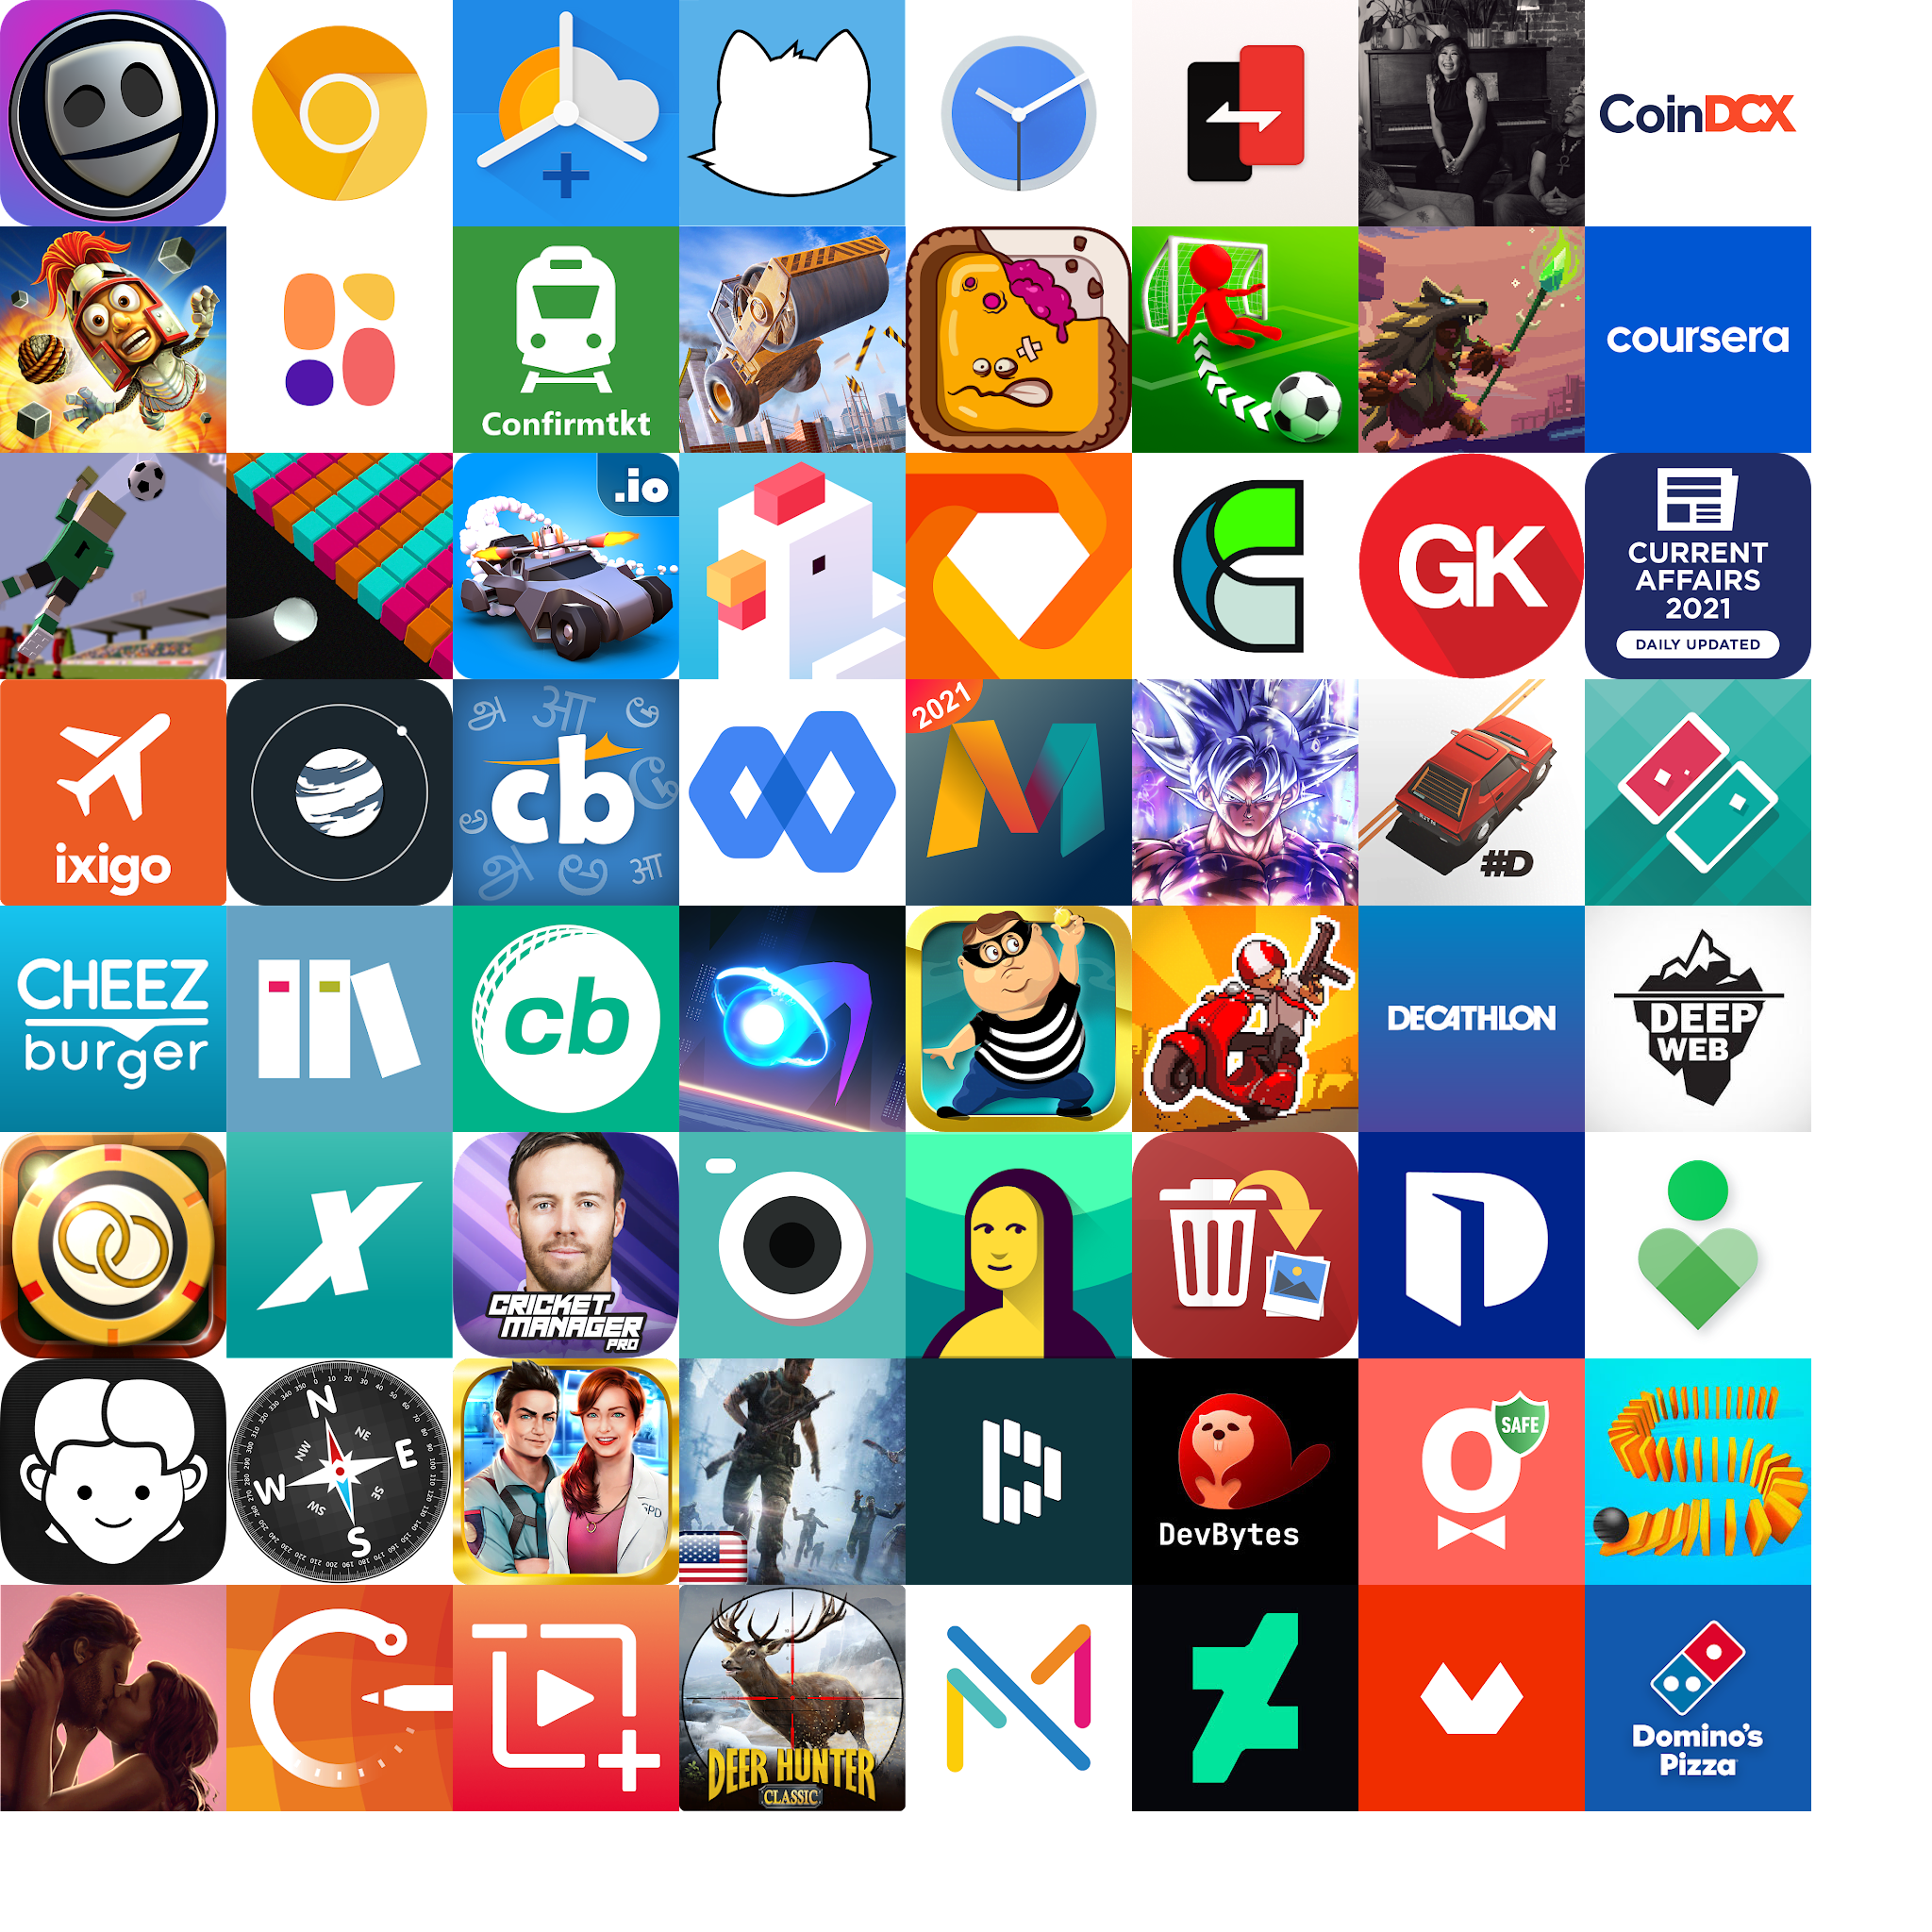 CoinDCX
Confirmtkt
coursera
.io
GK
CURRENT
AFFAIRS
2021
DAILY UPDATED
ixigo
cb
2021
M
#D
CHEEZ
burger
cb
DECATHLON
DEEP
WEB
CRICKET
MANAGER
PRO
N
NE
E
SE
S
SW
W
NW
DevBytes
SAFE
DEER HUNTER
CLASSIC
Domino's
Pizza